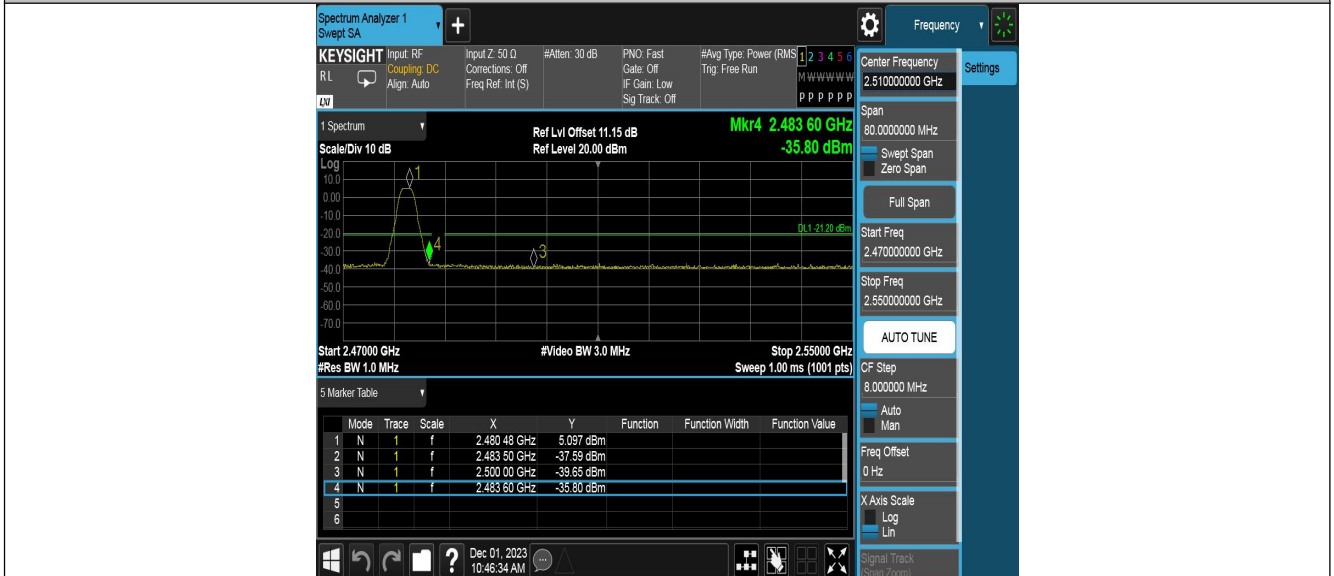 Spectrum Analyzer 1
Swept SA
+
Frequency
KEYSIGHT
RL
LXI
Input: RF
Coupling: DC
Align: Auto
Input Z: 50 Ω
Corrections: Off
Freq Ref: Int (S)
#Atten: 30 dB
PNO: Fast
Gate: Off
IF Gain: Low
Sig Track: Off
#Avg Type: Power (RMS
Trig: Free Run
1 2 3 4 5 6
M W W W W W
P P P P P P
1 Spectrum
Scale/Div 10 dB
Ref Lvl Offset 11.15 dB
Ref Level 20.00 dBm
Mkr4 2.483 60 GHz
-35.80 dBm
Log
10.0
0.00
-10.0
-20.0
-30.0
-40.0
-50.0
-60.0
-70.0
1
4
3
DL1 -21.20 dBm
Start 2.47000 GHz
#Res BW 1.0 MHz
#Video BW 3.0 MHz
Stop 2.55000 GHz
Sweep 1.00 ms (1001 pts)
5 Marker Table
Mode Trace Scale X Y Function Function Width Function Value
1 N 1 f 2.480 48 GHz 5.097 dBm
2 N 1 f 2.483 50 GHz -37.59 dBm
3 N 1 f 2.500 00 GHz -39.65 dBm
4 N 1 f 2.483 60 GHz -35.80 dBm
5
6
?
Dec 01, 2023
10:46:34 AM
Center Frequency
2.510000000 GHz
Settings
Span
80.0000000 MHz
Swept Span
Zero Span
Full Span
Start Freq
2.470000000 GHz
Stop Freq
2.550000000 GHz
AUTO TUNE
CF Step
8.000000 MHz
Auto
Man
Freq Offset
0 Hz
X Axis Scale
Log
Lin
Signal Track
(Span Zoom)